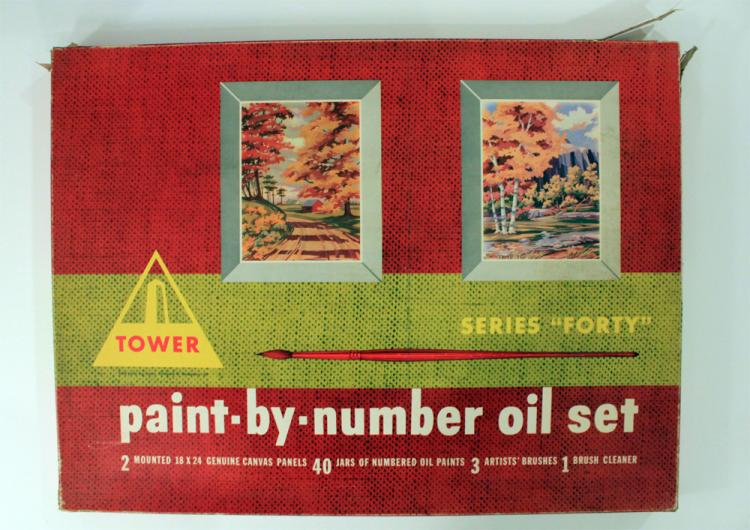 SERIES "FORTY"
TOWER
paint-by-number oil set
2 MOUNTED 18 X 24 GENUINE CANVAS PANELS 40 JARS OF NUMBERED OIL PAINTS 3 ARTISTS' BRUSHES 1 BRUSH CLEANER